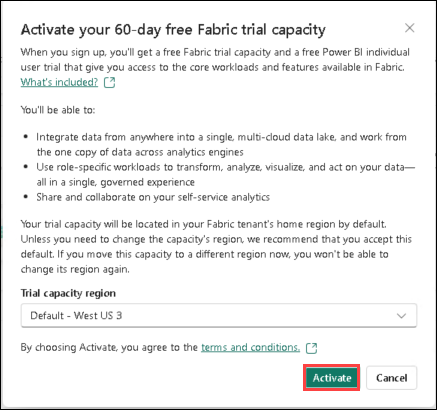 Activate your 60-day free Fabric trial capacity
When you sign up, you'll get a free Fabric trial capacity and a free Power BI individual
user trial that give you access to the core workloads and features available in Fabric.
What's included?
You'll be able to:
• Integrate data from anywhere into a single, multi-cloud data lake, and work from
the one copy of data across analytics engines
• Use role-specific workloads to transform, analyze, visualize, and act on your data—
all in a single, governed experience
• Share and collaborate on your self-service analytics
Your trial capacity will be located in your Fabric tenant's home region by default.
Unless you need to change the capacity's region, we recommend that you accept this
default. If you move this capacity to a different region now, you won't be able to
change its region again.
Trial capacity region
Default - West US 3
By choosing Activate, you agree to the terms and conditions.
Activate Cancel